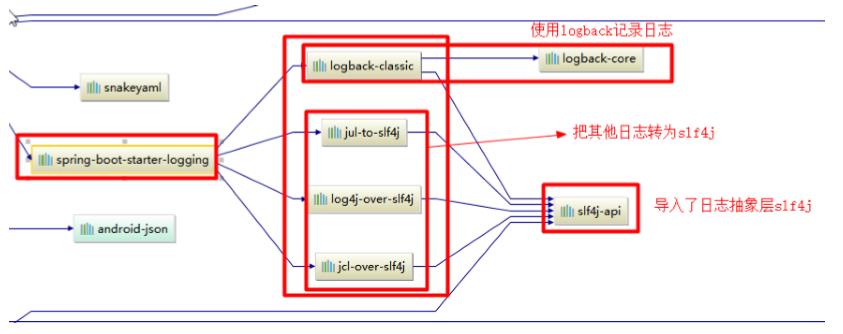 使用logback记录日志
logback-classic
logback-core
snakeyaml
jul-to-slf4j
把其他日志转为slf4j
spring-boot-starter-logging
log4j-over-slf4j
slf4j-api
导入了日志抽象层slf4j
android-json
jcl-over-slf4j